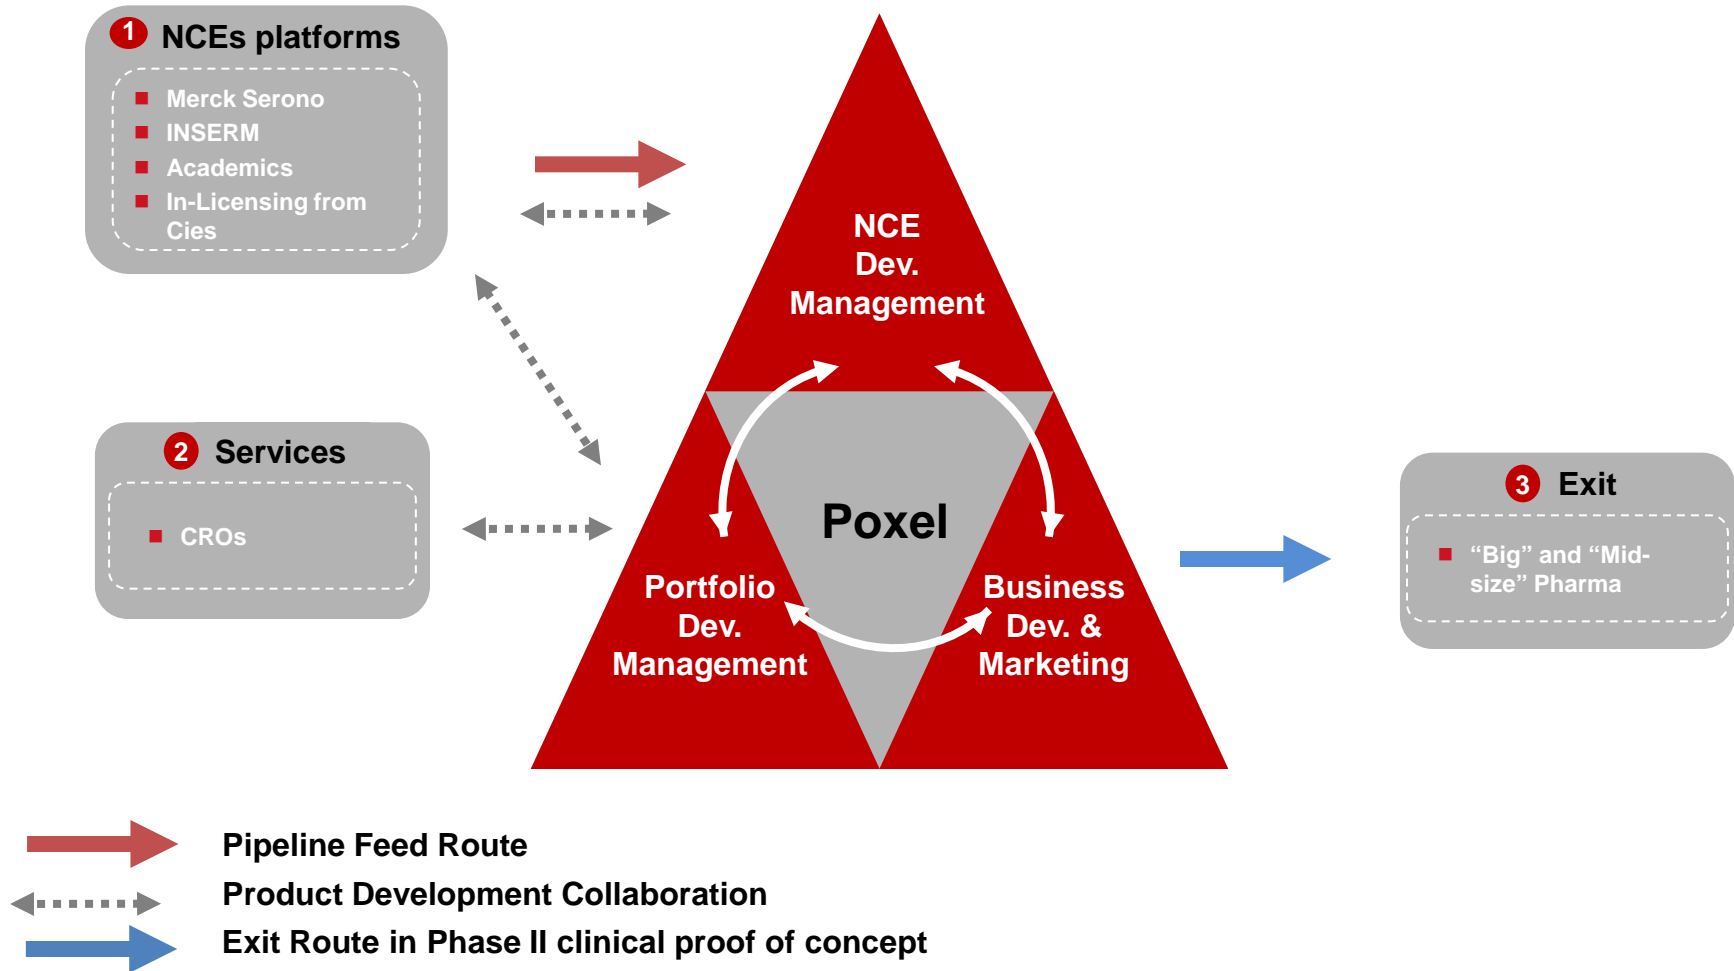 1 NCEs platforms
Merck Serono
INSERM
Academics
In-Licensing from
Cies
2 Services
CROs
NCE
Dev.
Management
Poxel
Portfolio
Dev.
Management
Business
Dev. &
Marketing
3 Exit
“Big” and “Mid-
size” Pharma
Pipeline Feed Route
Product Development Collaboration
Exit Route in Phase II clinical proof of concept